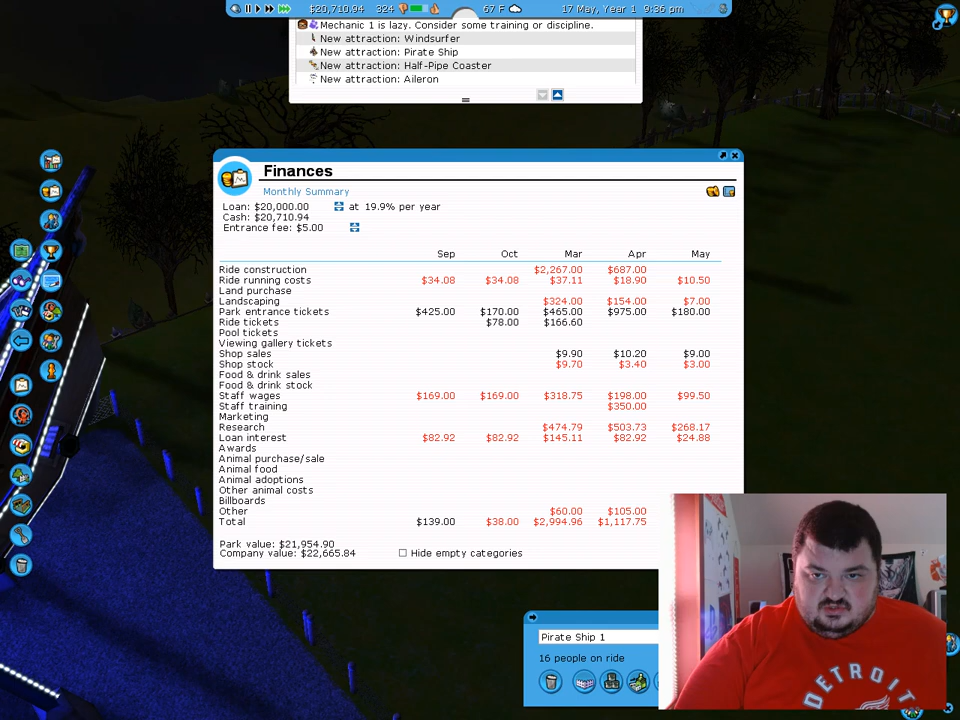 $20,710.94 324 67 F 17 May, Year 1 9:36 pm
Mechanic 1 is lazy. Consider some training or discipline.
New attraction: Windsurfer
New attraction: Pirate Ship
New attraction: Half-Pipe Coaster
New attraction: Aileron
Finances
Monthly Summary
Loan: $20,000.00 at 19.9% per year
Cash: $20,710.94
Entrance fee: $5.00
Sep Oct Mar Apr May
Ride construction $2,267.00 $687.00
Ride running costs $34.08 $34.08 $37.11 $18.90 $10.50
Land purchase
Landscaping $324.00 $154.00 $7.00
Park entrance tickets $425.00 $170.00 $465.00 $975.00 $180.00
Ride tickets $78.00 $166.60
Pool tickets
Viewing gallery tickets
Shop sales $9.90 $10.20 $9.00
Shop stock $9.70 $3.40 $3.00
Food & drink sales
Food & drink stock
Staff wages $169.00 $169.00 $318.75 $198.00 $99.50
Staff training $350.00
Marketing
Research $474.79 $503.73 $268.17
Loan interest $82.92 $82.92 $145.11 $82.92 $24.88
Awards
Animal purchase/sale
Animal food
Animal adoptions
Other animal costs
Billboards
Other $60.00 $105.00
Total $139.00 $38.00 $2,994.96 $1,117.75
Park value: $21,954.90
Company value: $22,665.84 Hide empty categories
Pirate Ship 1
16 people on ride
DETROIT